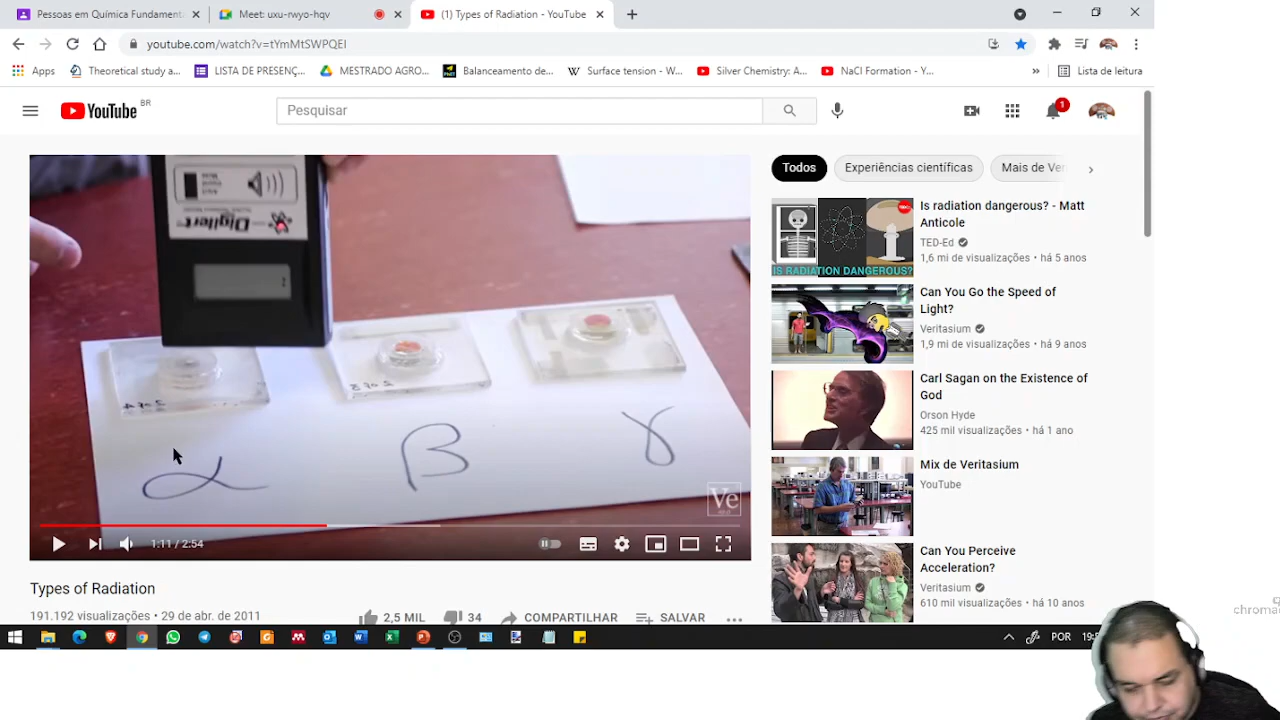 Pessoas em Química Fundament
Meet: uxu-rwyo-hqv
(1) Types of Radiation - YouTube
youtube.com/watch?v=tYmMtSWPQEI
Apps
Theoretical study a...
LISTA DE PRESENÇ...
MESTRADO AGRO...
Balanceamento de...
Surface tension - W...
Silver Chemistry: A...
NaCl Formation - Y...
»
Lista de leitura
YouTube BR
Pesquisar
1
Todos
Experiências científicas
Mais de Ver
Digilert
α
β
γ
Ve
1:11 / 2:54
Types of Radiation
191.192 visualizações • 29 de abr. de 2011
2,5 MIL
34
COMPARTILHAR
SALVAR
IS RADIATION DANGEROUS?
Is radiation dangerous? - Matt
Anticole
TED-Ed
1,6 mi de visualizações • há 5 anos
Can You Go the Speed of
Light?
Veritasium
1,9 mi de visualizações • há 9 anos
Carl Sagan on the Existence of
God
Orson Hyde
425 mil visualizações • há 1 ano
Mix de Veritasium
YouTube
Can You Perceive
Acceleration?
Veritasium
610 mil visualizações • há 10 anos
POR
chroma